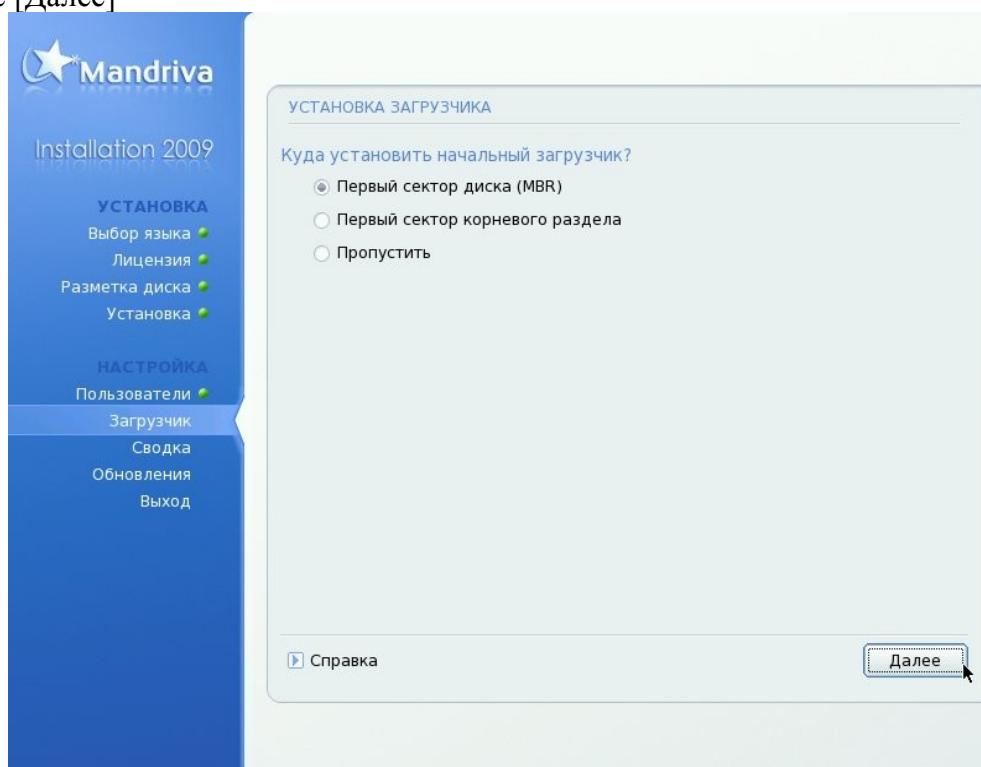 [Далее]
Mandriva
Installation 2009
УСТАНОВКА
Выбор языка
Лицензия
Разметка диска
Установка
НАСТРОЙКА
Пользователи
Загрузчик
Сводка
Обновления
Выход
УСТАНОВКА ЗАГРУЗЧИКА
Куда установить начальный загрузчик?
Первый сектор диска (MBR)
Первый сектор корневого раздела
Пропустить
Справка
Далее